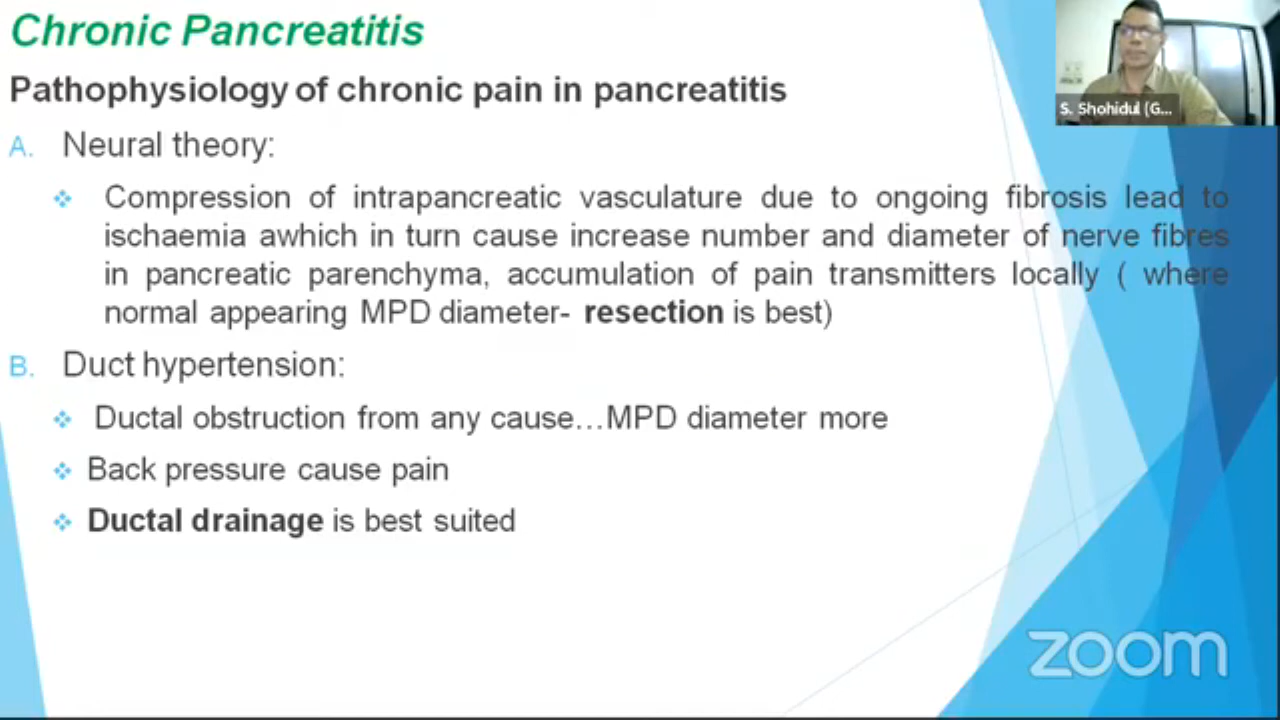 Chronic Pancreatitis
S. Shohidul (G...
Pathophysiology of chronic pain in pancreatitis
A. Neural theory:
❖ Compression of intrapancreatic vasculature due to ongoing fibrosis lead to
ischaemia awhich in turn cause increase number and diameter of nerve fibres
in pancreatic parenchyma, accumulation of pain transmitters locally ( where
normal appearing MPD diameter- resection is best)
B. Duct hypertension:
❖ Ductal obstruction from any cause...MPD diameter more
❖ Back pressure cause pain
❖ Ductal drainage is best suited
zoom